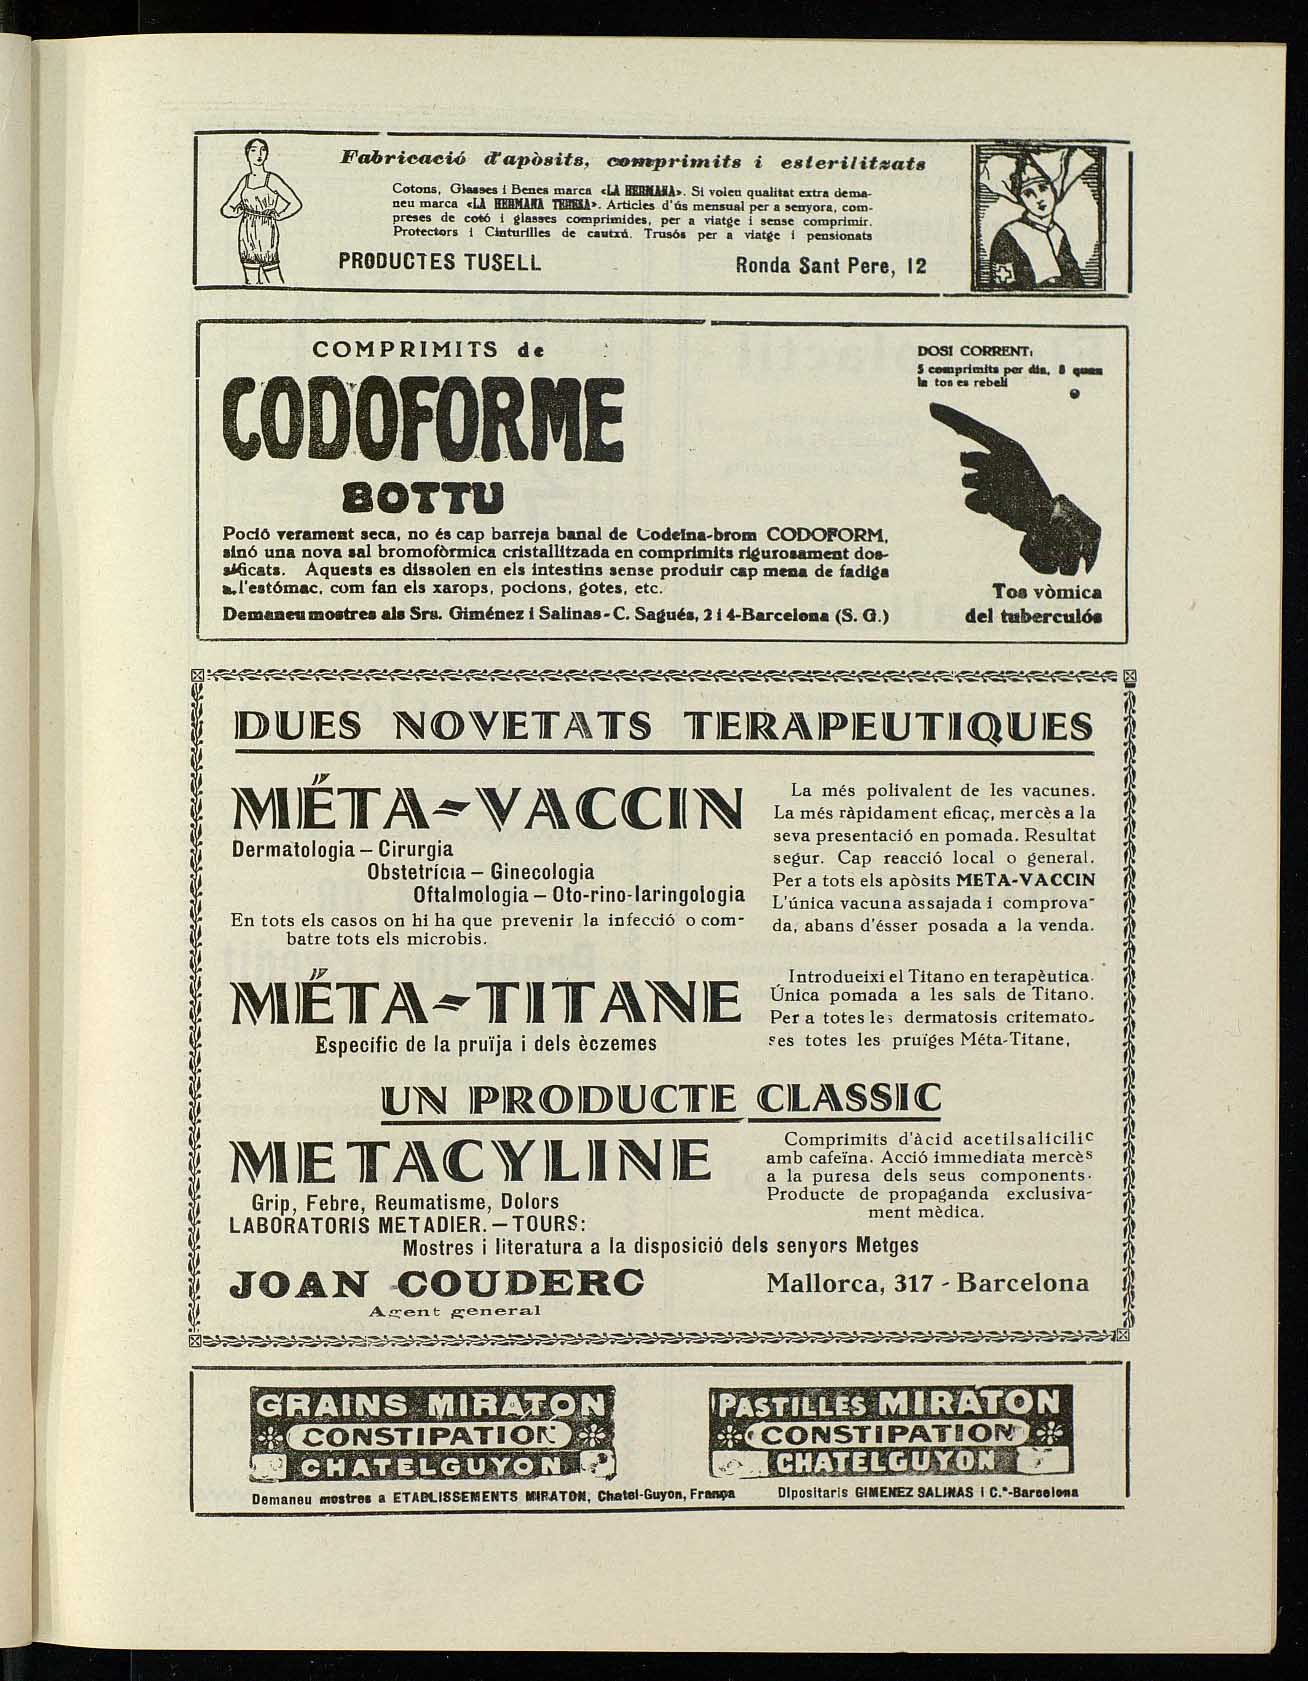 Fabricació d'apòsits, comprimits i esterilitzats
Cotons, Glasses i Benes marca «LA HERMANA». Si voleu qualitat extra dema-
neu marca «LA HERMANA TERESA». Articles d'ús mensual per a senyora, com-
preses de cotó i glasses comprimides, per a viatge i sense comprimir.
Protectors i Cinturilles de cautxú. Trusós per a viatge i pensionats
PRODUCTES TUSELL Ronda Sant Pere, 12
COMPRIMITS de
CODOFORME
BOTTU
DOSI CORRENT:
5 comprimits per dia, 8 quan
la tos es rebell
Poció verament seca, no és cap barreja banal de Codeïna-brom CODOFORM,
sinó una nova sal bromofòrmica cristallitzada en comprimits rigurosament dos-
sificats. Aquests es dissolen en els intestins sense produir cap mena de fadiga
a l'estómac, com fan els xarops, pocions, gotes, etc.
Demaneu mostres als Srs. Giménez i Salinas-C. Sagués, 2 i 4-Barcelona (S. G.)
Tos vòmica
del tuberculós
DUES NOVETATS TERAPEUTIQUES
MÉTA-VACCIN
Dermatologia – Cirurgia
Obstetrícia – Ginecologia
Oftalmologia – Oto-rino-laringologia
En tots els casos on hi ha que prevenir la infecció o com-
batre tots els microbis.
La més polivalent de les vacunes.
La més ràpidament eficaç, mercès a la
seva presentació en pomada. Resultat
segur. Cap reacció local o general.
Per a tots els apòsits META-VACCIN
L'única vacuna assajada i comprova-
da, abans d'ésser posada a la venda.
MÉTA-TITANE
Específic de la pruïja i dels èczemes
Introdueixi el Titano en terapèutica.
Única pomada a les sals de Titano.
Per a totes les dermatosis critemato-
ses totes les pruïges Méta-Titane,
UN PRODUCTE CLASSIC
METACYLINE
Grip, Febre, Reumatisme, Dolors
Comprimits d'àcid acetilsalicilic
amb cafeïna. Acció immediata mercès
a la puresa dels seus components.
Producte de propaganda exclusiva-
ment mèdica.
LABORATORIS METADIER. – TOURS:
Mostres i literatura a la disposició dels senyors Metges
JOAN COUDERC Mallorca, 317 - Barcelona
Agent general
GRAINS MIRATON
CONSTIPATION
CHATELGUYON
PASTILLES MIRATON
CONSTIPATION
CHATELGUYON
Demaneu mostres a ETABLISSEMENTS MIRATON, Chatel-Guyon, França
Dipositaris GIMENEZ SALINAS i C.ª-Barcelona